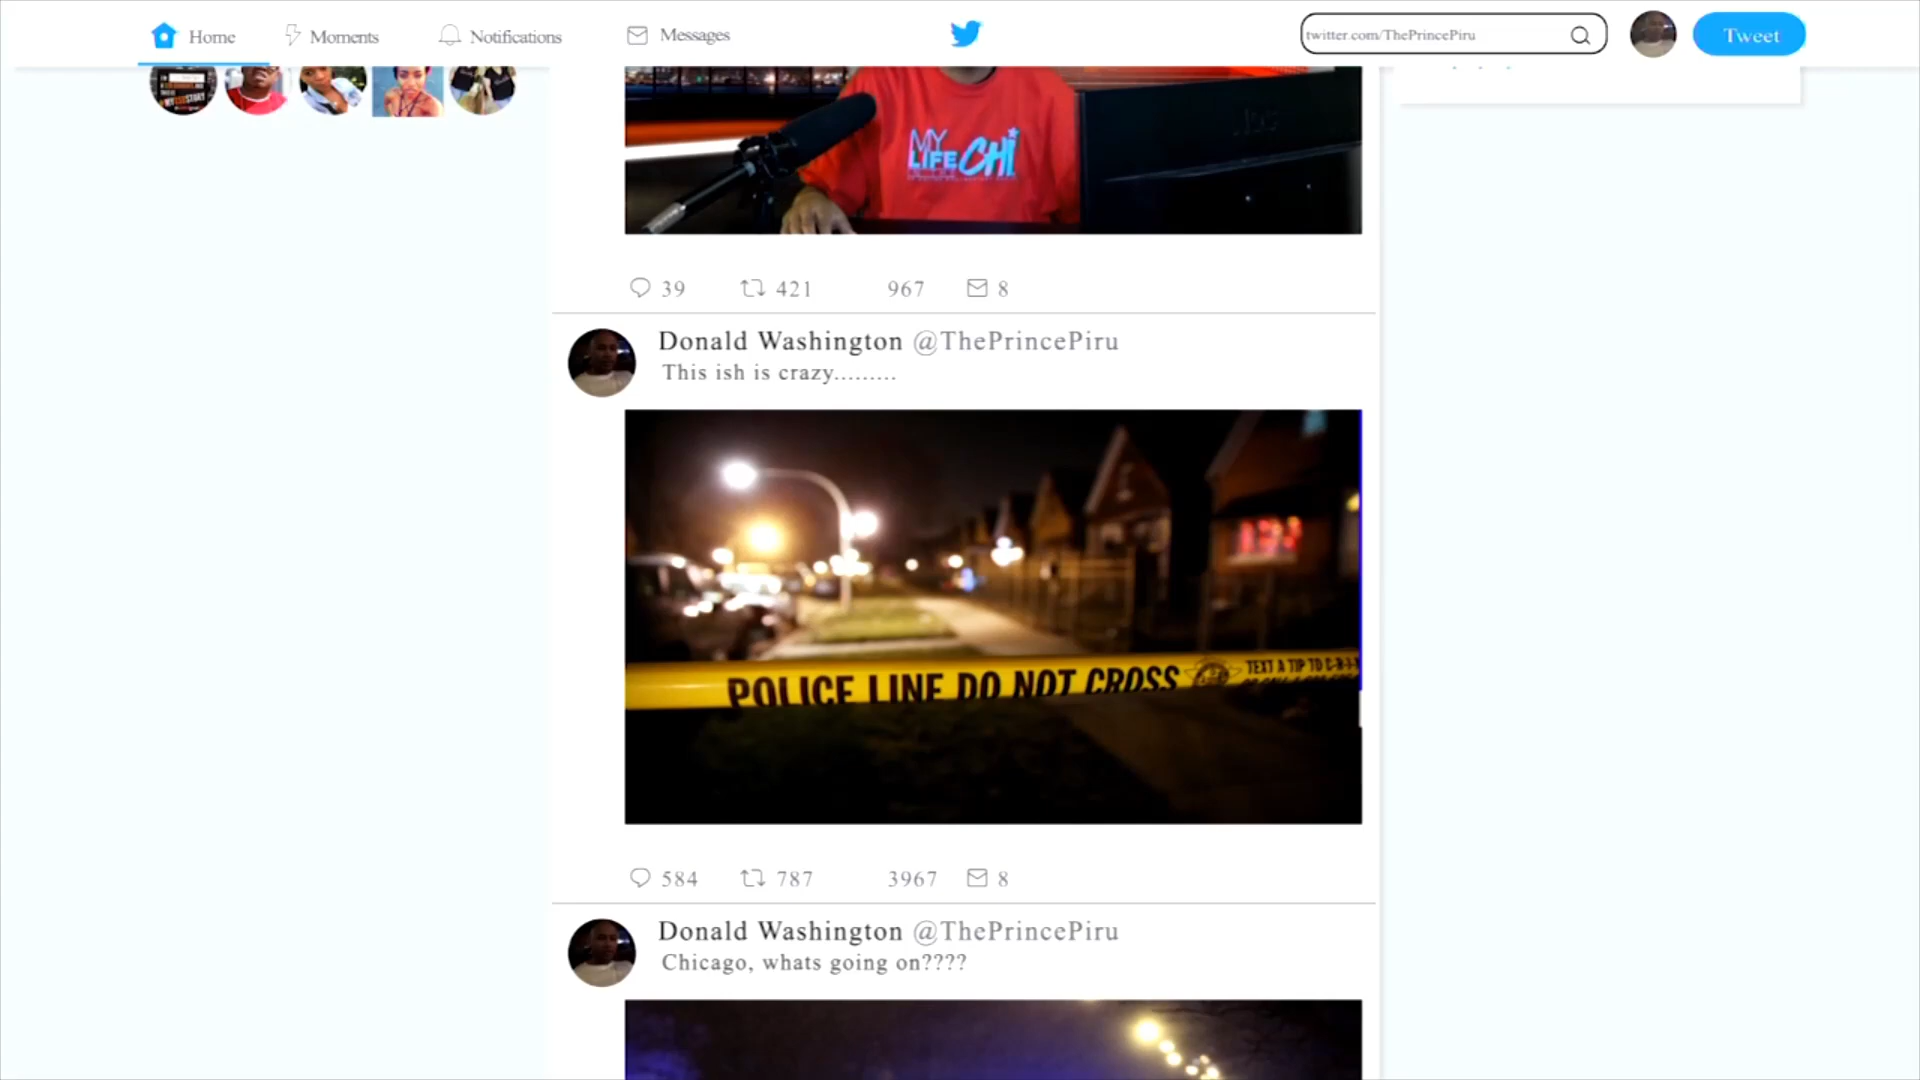 Home
Moments
Notifications
Messages
twitter.com/ThePrincePiru
Tweet
MY
LIFE
CHI
39
421
967
8
Donald Washington @ThePrincePiru
This ish is crazy.........
POLICE LINE DO NOT CROSS
TEXT A TIP TO
584
787
3967
8
Donald Washington @ThePrincePiru
Chicago, whats going on????